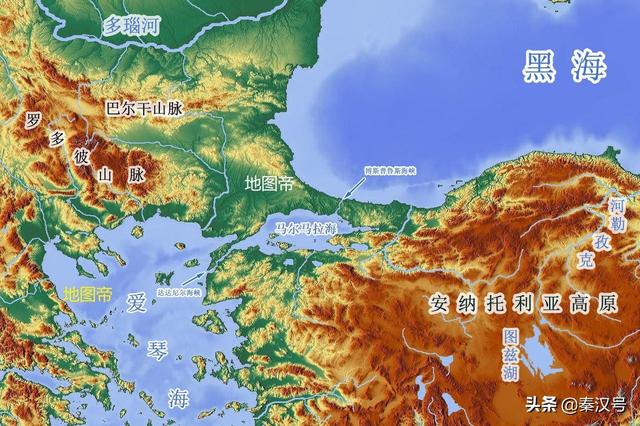 多瑙河
黑海
巴尔干山脉
罗多彼山脉
博斯普鲁斯海峡
地图帝
河勒孜克
马尔马拉海
达达尼尔海峡
地图帝
爱琴海
安纳托利亚高原
图兹湖
头条 @秦汉号